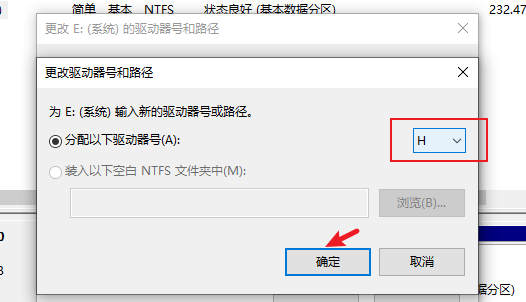 ) 简单 基本 NTFS 状态良好 (基本数据分区) 232.47
更改 E: (系统) 的驱动器号和路径
更改驱动器号和路径
为 E: (系统) 输入新的驱动器号或路径。
分配以下驱动器号(A): H
装入以下空白 NTFS 文件夹中(M):
浏览(B)...
确定 取消
数据分区)